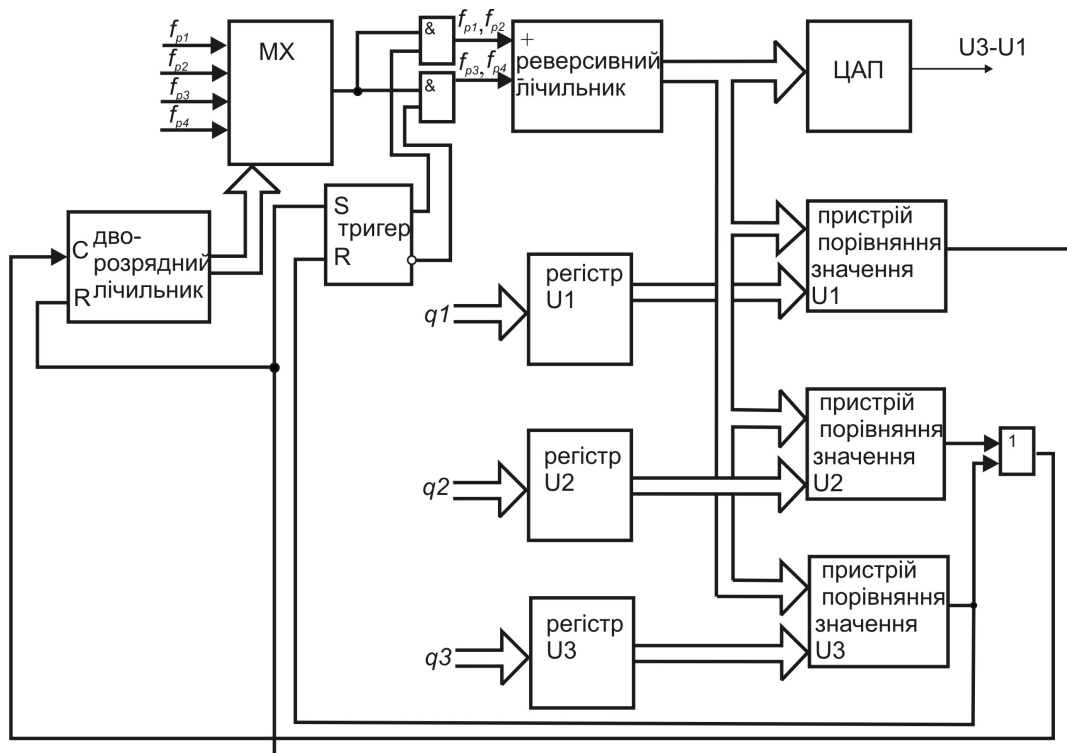 fp1
fp2
fp3
fp4
MX
&
&
fp1, fp2
fp3, fp4
+
реверсивний
-
лічильник
ЦАП
U3-U1
C
R
дво-
розрядний
лічильник
S
тригер
R
q1
регістр
U1
пристрій
порівняння
значення
U1
q2
регістр
U2
пристрій
порівняння
значення
U2
1
q3
регістр
U3
пристрій
порівняння
значення
U3